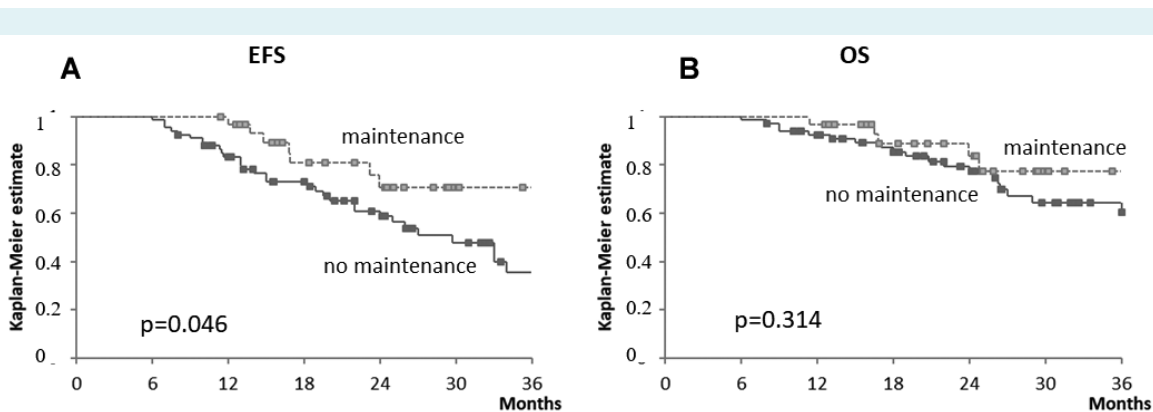 A
EFS
Kaplan-Meier estimate
1
0.8
0.6
0.4
0.2
0
maintenance
no maintenance
p=0.046
0 6 12 18 24 30 36
Months
B
OS
Kaplan-Meier estimate
1
0.8
0.6
0.4
0.2
0
maintenance
no maintenance
p=0.314
0 6 12 18 24 30 36
Months